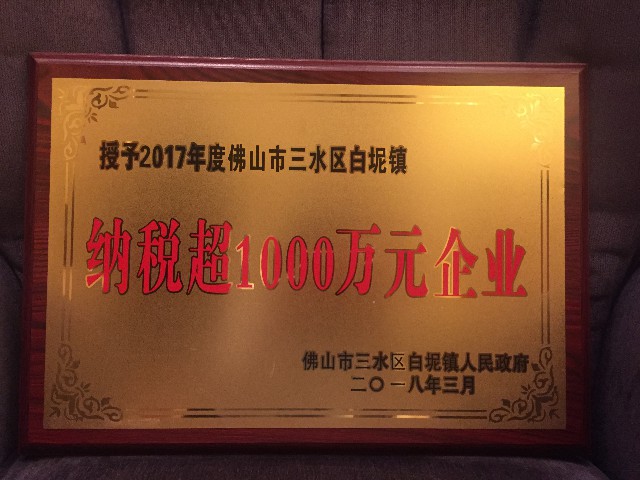 授予2017年度佛山市三水区白坭镇
纳税超1000万元企业
佛山市三水区白坭镇人民政府
二〇一八年三月